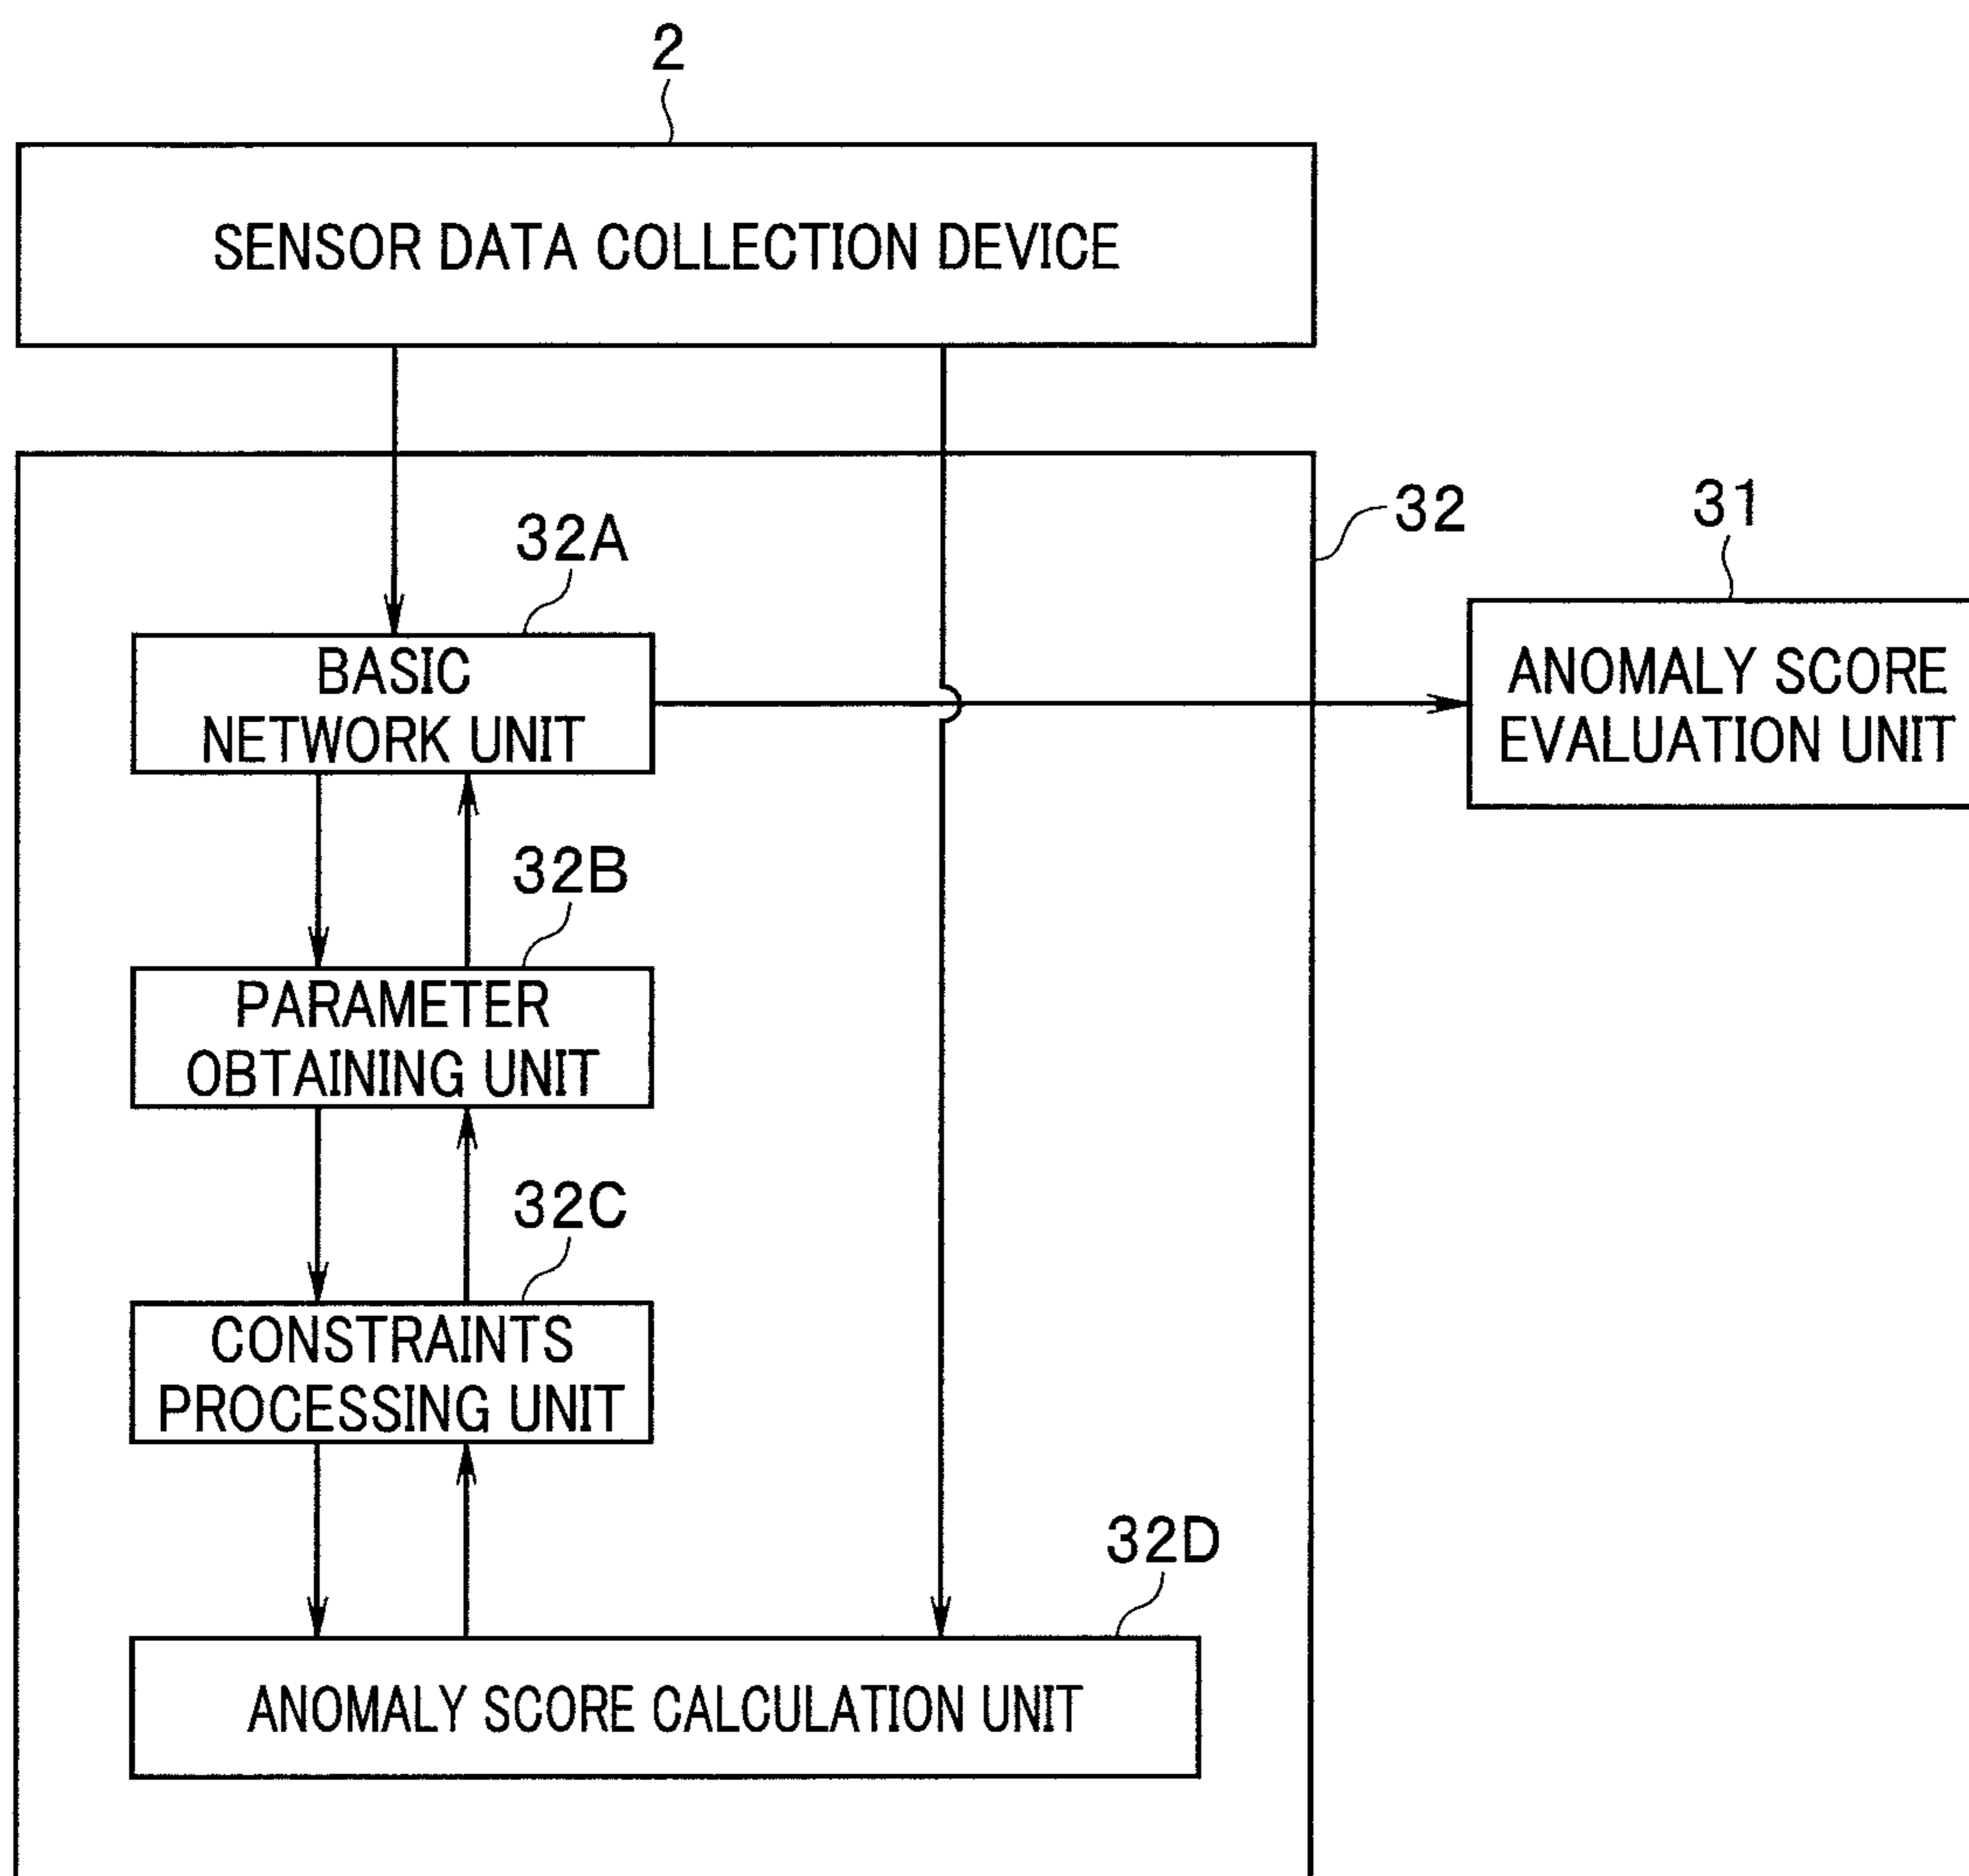 2
SENSOR DATA COLLECTION DEVICE
32A
32
31
BASIC
NETWORK UNIT
ANOMALY SCORE
EVALUATION UNIT
32B
PARAMETER
OBTAINING UNIT
32C
CONSTRAINTS
PROCESSING UNIT
32D
ANOMALY SCORE CALCULATION UNIT